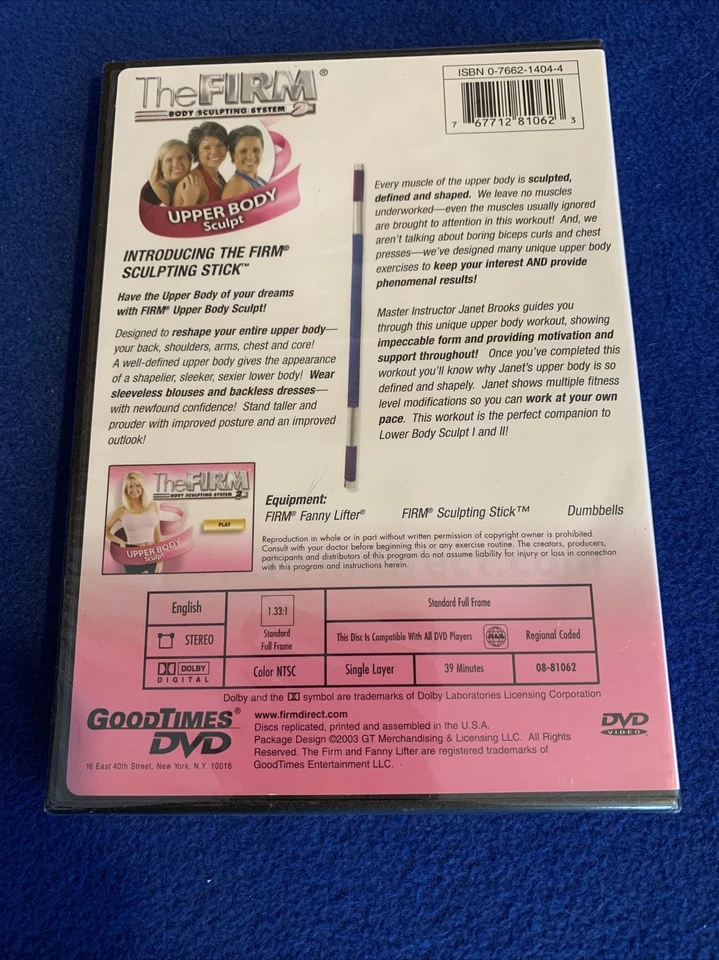 The FIRM®
BODY SCULPTING SYSTEM 2
UPPER BODY
Sculpt
ISBN 0-7662-1404-4
7 67712 81062 3
INTRODUCING THE FIRM®
SCULPTING STICK™
Have the Upper Body of your dreams
with FIRM® Upper Body Sculpt!
Designed to reshape your entire upper body—
your back, shoulders, arms, chest and core!
A well-defined upper body gives the appearance
of a shapelier, sleeker, sexier lower body! Wear
sleeveless blouses and backless dresses—
with newfound confidence! Stand taller and
prouder with improved posture and an improved
outlook!
Every muscle of the upper body is sculpted,
defined and shaped. We leave no muscles
underworked—even the muscles usually ignored
are brought to attention in this workout! And, we
aren't talking about boring biceps curls and chest
presses—we've designed many unique upper body
exercises to keep your interest AND provide
phenomenal results!
Master Instructor Janet Brooks guides you
through this unique upper body workout, showing
impeccable form and providing motivation and
support throughout! Once you've completed this
workout you'll know why Janet's upper body is so
defined and shapely. Janet shows multiple fitness
level modifications so you can work at your own
pace. This workout is the perfect companion to
Lower Body Sculpt I and II!
The FIRM
BODY SCULPTING SYSTEM 2
PLAY
UPPER BODY
Sculpt
Equipment:
FIRM® Fanny Lifter® FIRM® Sculpting Stick™ Dumbbells
Reproduction in whole or in part without written permission of copyright owner is prohibited.
Consult with your doctor before beginning this or any exercise routine. The creators, producers,
participants and distributors of this program do not assume liability for injury or loss in connection
with this program and instructions herein.
English 1.33:1 Standard Full Frame
STEREO Standard
Full Frame This Disc Is Compatible With All DVD Players Regional Coded
DOLBY
DIGITAL Color NTSC Single Layer 39 Minutes 08-81062
Dolby and the DD symbol are trademarks of Dolby Laboratories Licensing Corporation
GOODTIMES®
DVD
16 East 40th Street, New York, N.Y. 10016
www.firmdirect.com
Discs replicated, printed and assembled in the U.S.A.
Package Design ©2003 GT Merchandising & Licensing LLC. All Rights
Reserved. The Firm and Fanny Lifter are registered trademarks of
GoodTimes Entertainment LLC.
DVD
VIDEO